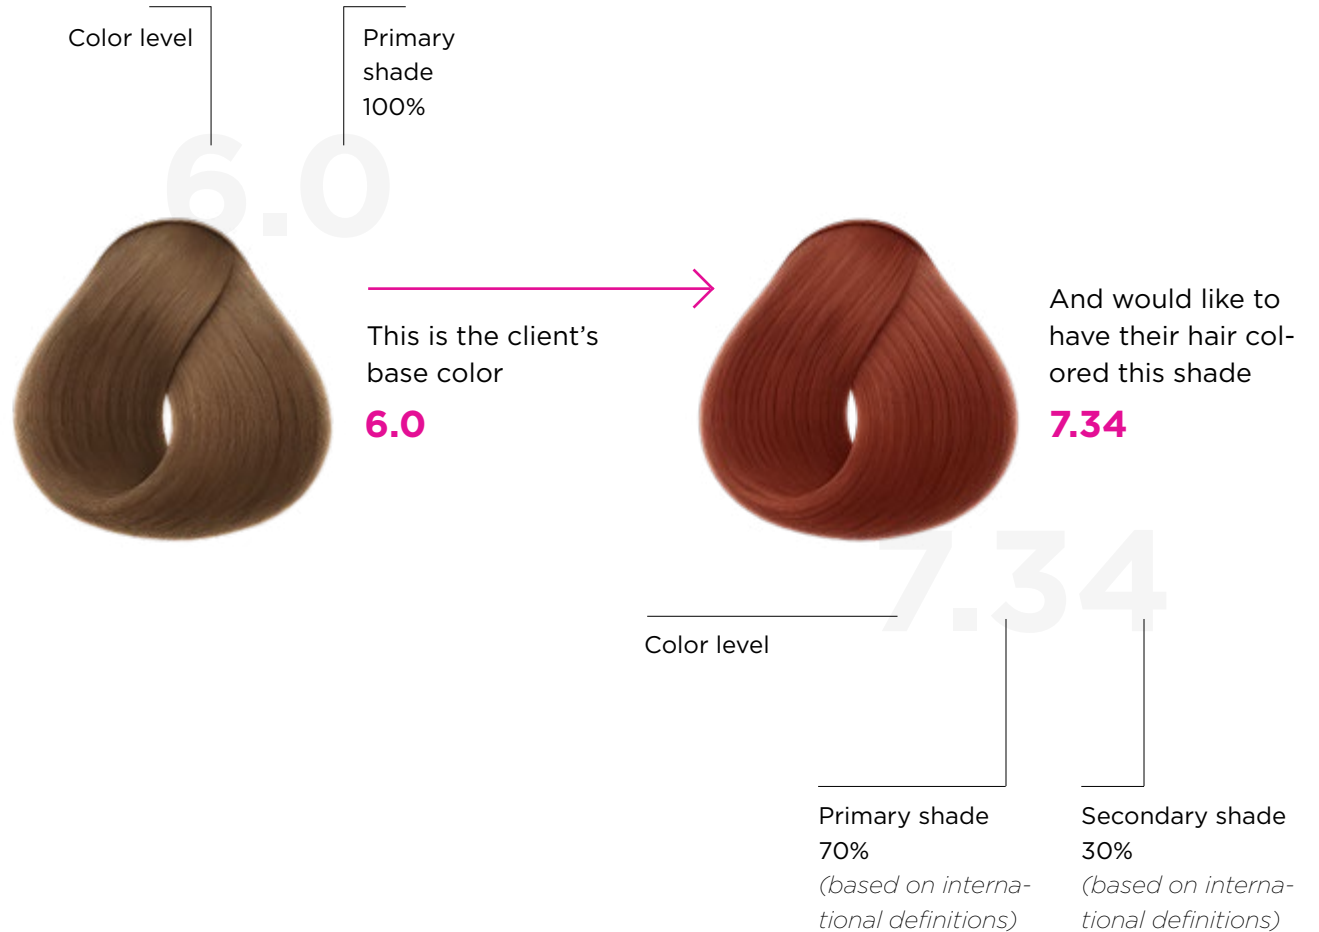 Color level
Primary
shade
100%
6.0
This is the client's
base color
6.0
And would like to
have their hair col-
ored this shade
7.34
7.34
Color level
Primary shade
70%
(based on interna-
tional definitions)
Secondary shade
30%
(based on interna-
tional definitions)